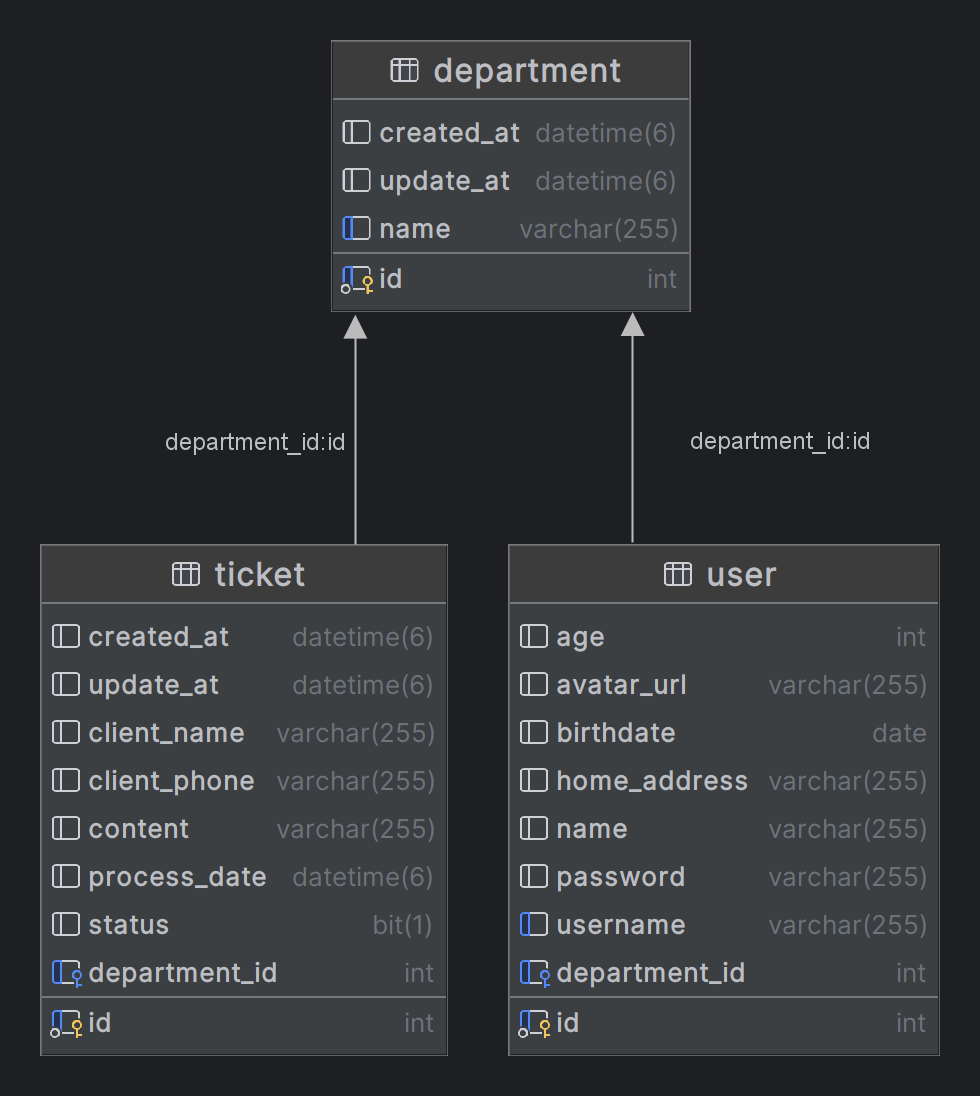 department
created_at datetime(6)
update_at datetime(6)
name varchar(255)
id int
department_id:id
department_id:id
ticket
created_at datetime(6)
update_at datetime(6)
client_name varchar(255)
client_phone varchar(255)
content varchar(255)
process_date datetime(6)
status bit(1)
department_id int
id int
user
age int
avatar_url varchar(255)
birthdate date
home_address varchar(255)
name varchar(255)
password varchar(255)
username varchar(255)
department_id int
id int